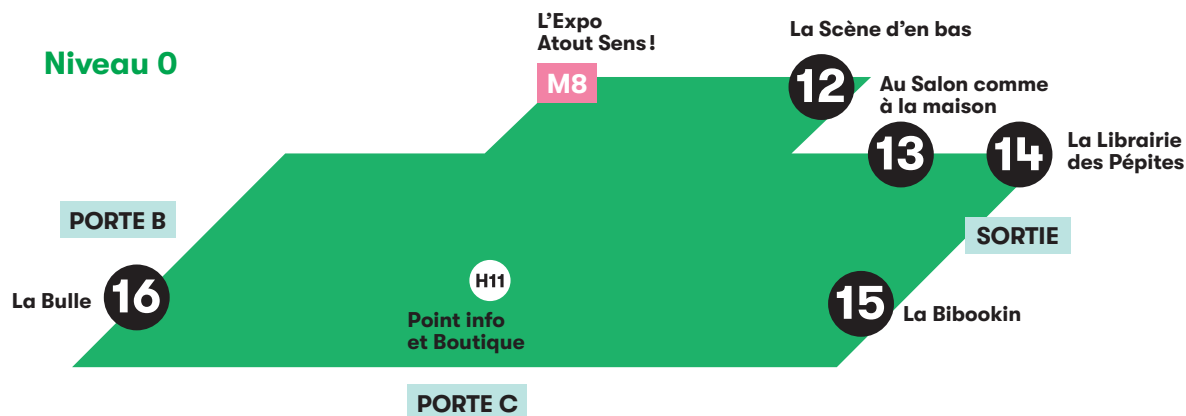 Niveau 0
L'Expo
Atout Sens !
M8
La Scène d'en bas
12
Au Salon comme
à la maison
13
14
La Librairie
des Pépites
PORTE B
SORTIE
La Bulle
16
H11
Point info
et Boutique
15
La Bibookin
PORTE C